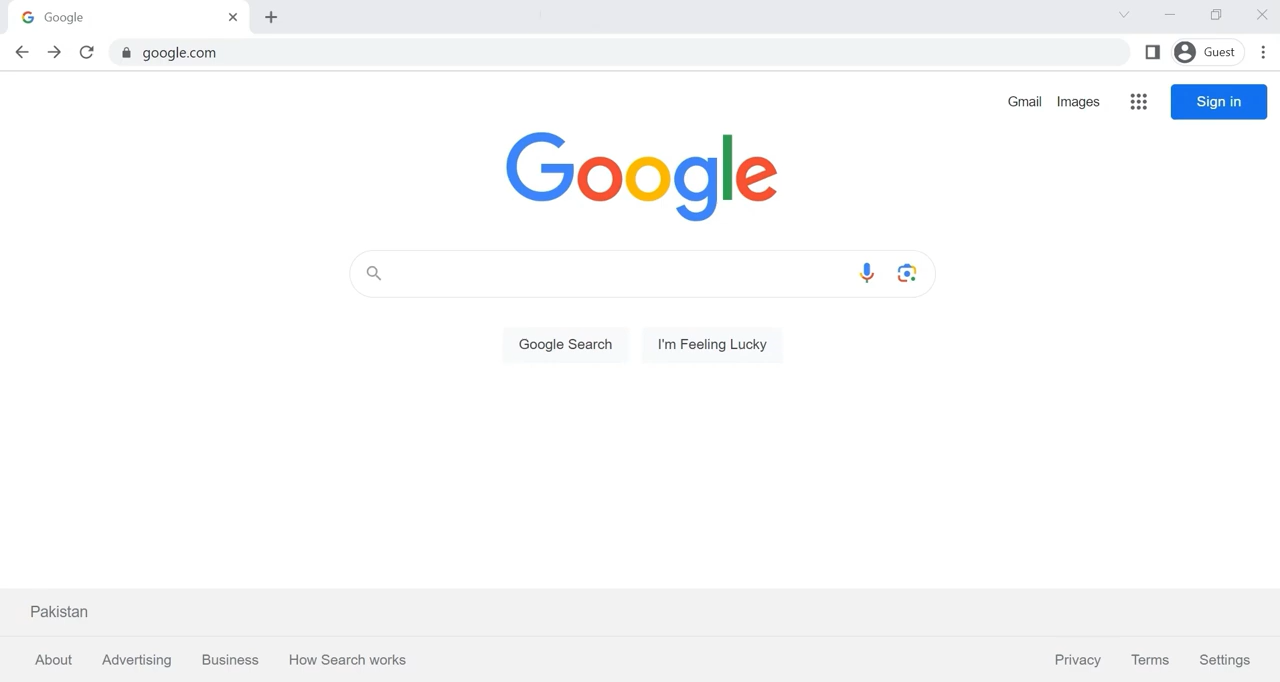 Google
google.com
Guest
Gmail Images Sign in
Google
Google Search I'm Feeling Lucky
Pakistan
About Advertising Business How Search works Privacy Terms Settings